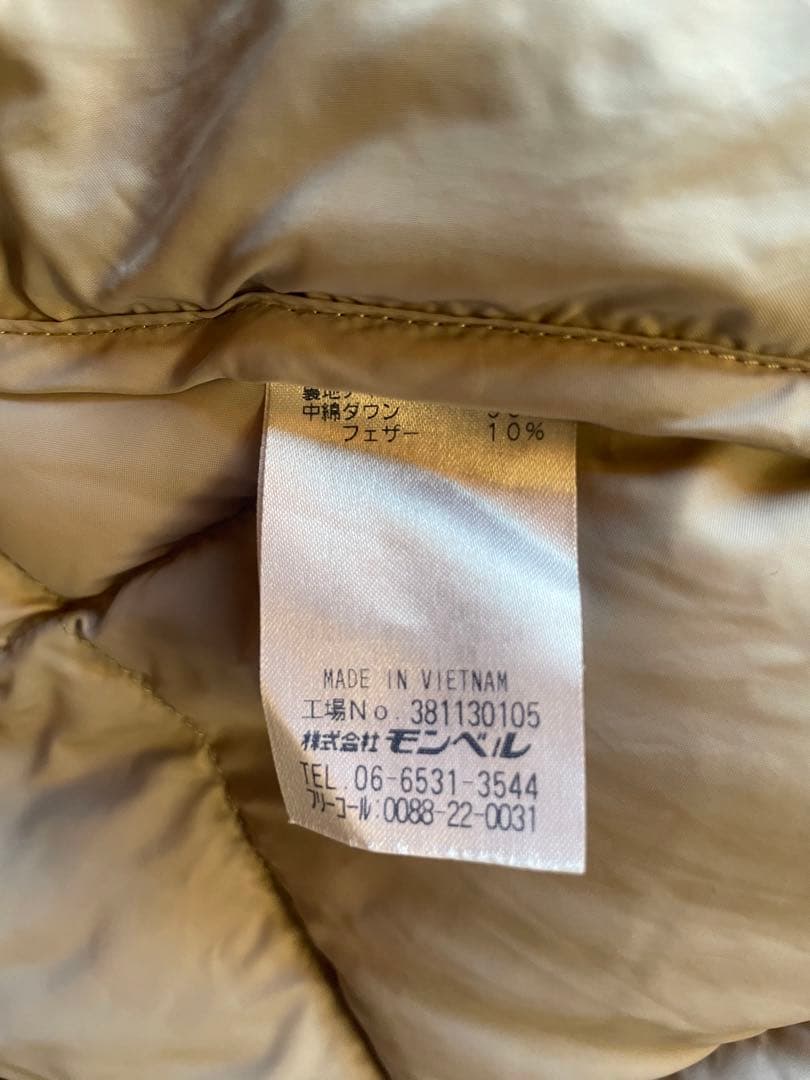 中綿ダウン
フェザー 10%
MADE IN VIETNAM
工場No. 381130105
株式会社 モンベル
TEL. 06-6531-3544
フリーコール:0088-22-0031